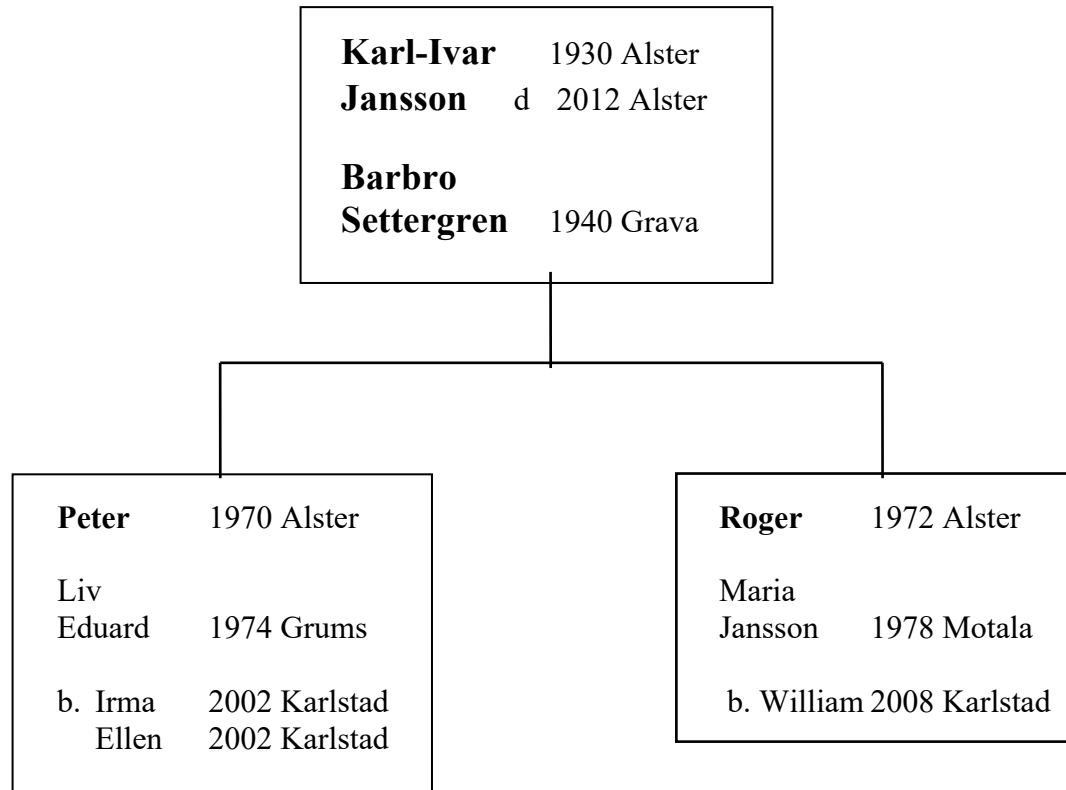 Karl-Ivar 1930 Alster
Jansson d 2012 Alster
Barbro
Settergren 1940 Grava
Peter 1970 Alster
Liv
Eduard 1974 Grums
b. Irma 2002 Karlstad
Ellen 2002 Karlstad
Roger 1972 Alster
Maria
Jansson 1978 Motala
b. William 2008 Karlstad